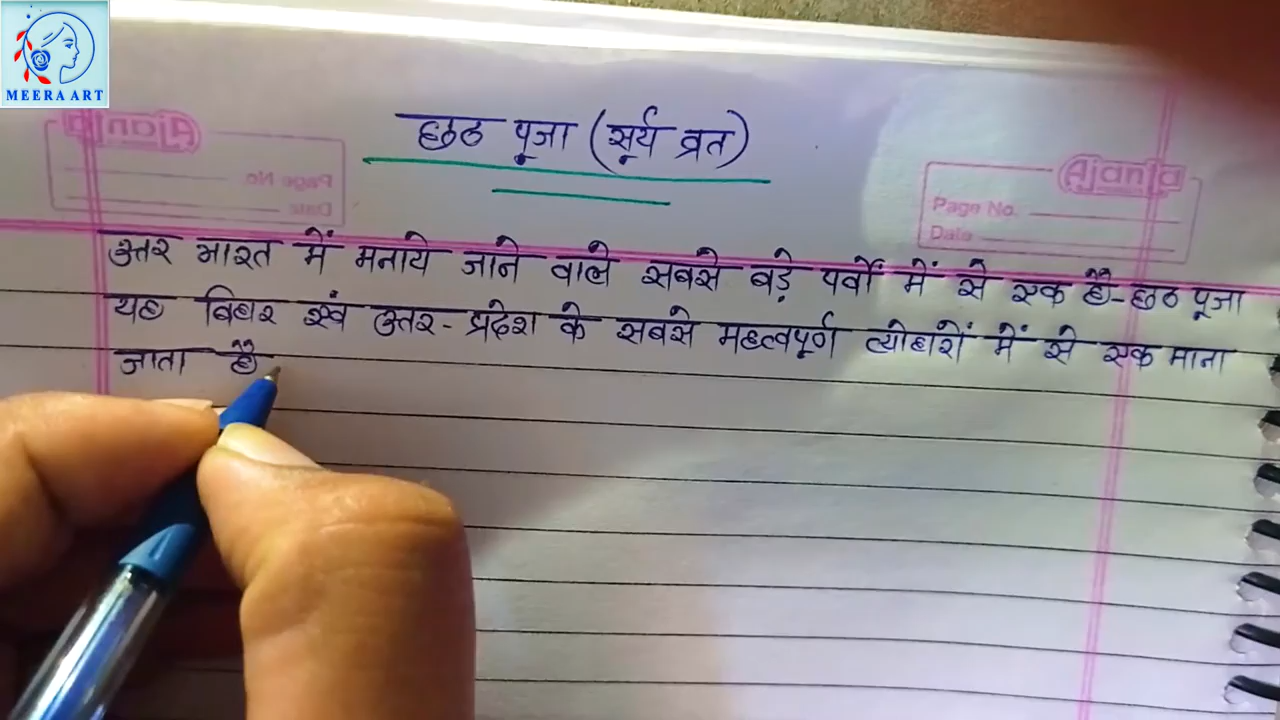 MEERA ART
छठ पूजा (सूर्य व्रत)
Ajanta
Page No.
Date
Ajanta
Page No.
Date
उत्तर भारत में मनाये जाने वाले सबसे बड़े पर्वों में से एक है-छठ पूजा
यह बिहार एवं उत्तर-प्रदेश के सबसे महत्वपूर्ण त्योहारों में से एक माना
जाता है